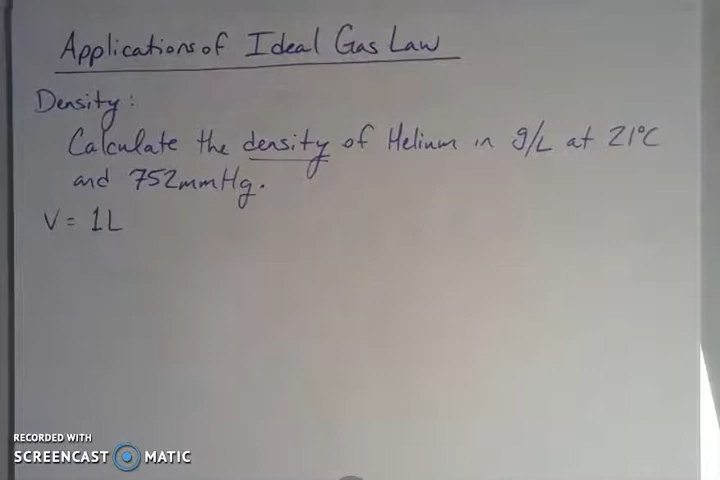 Applications of Ideal Gas Law
Density:
Calculate the density of Helium in g/L at 21°C
and 752mmHg.
V = 1L
RECORDED WITH
SCREENCAST MATIC